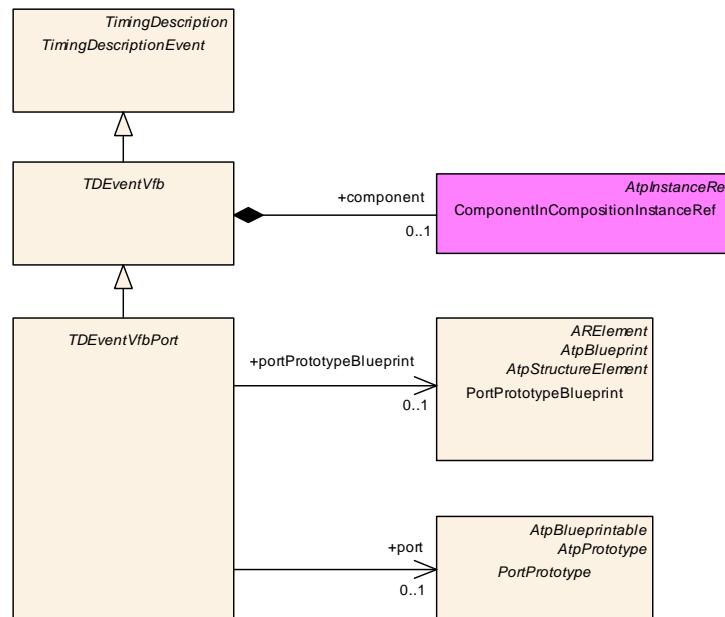 TimingDescription
TimingDescriptionEvent
TDEventVfb
+component
0..1
AtpInstanceRe
ComponentInCompositionInstanceRef
TDEventVfbPort
+portPrototypeBlueprint
0..1
ARElement
AtpBlueprint
AtpStructureElement
PortPrototypeBlueprint
+port
0..1
AtpBlueprintable
AtpPrototype
PortPrototype